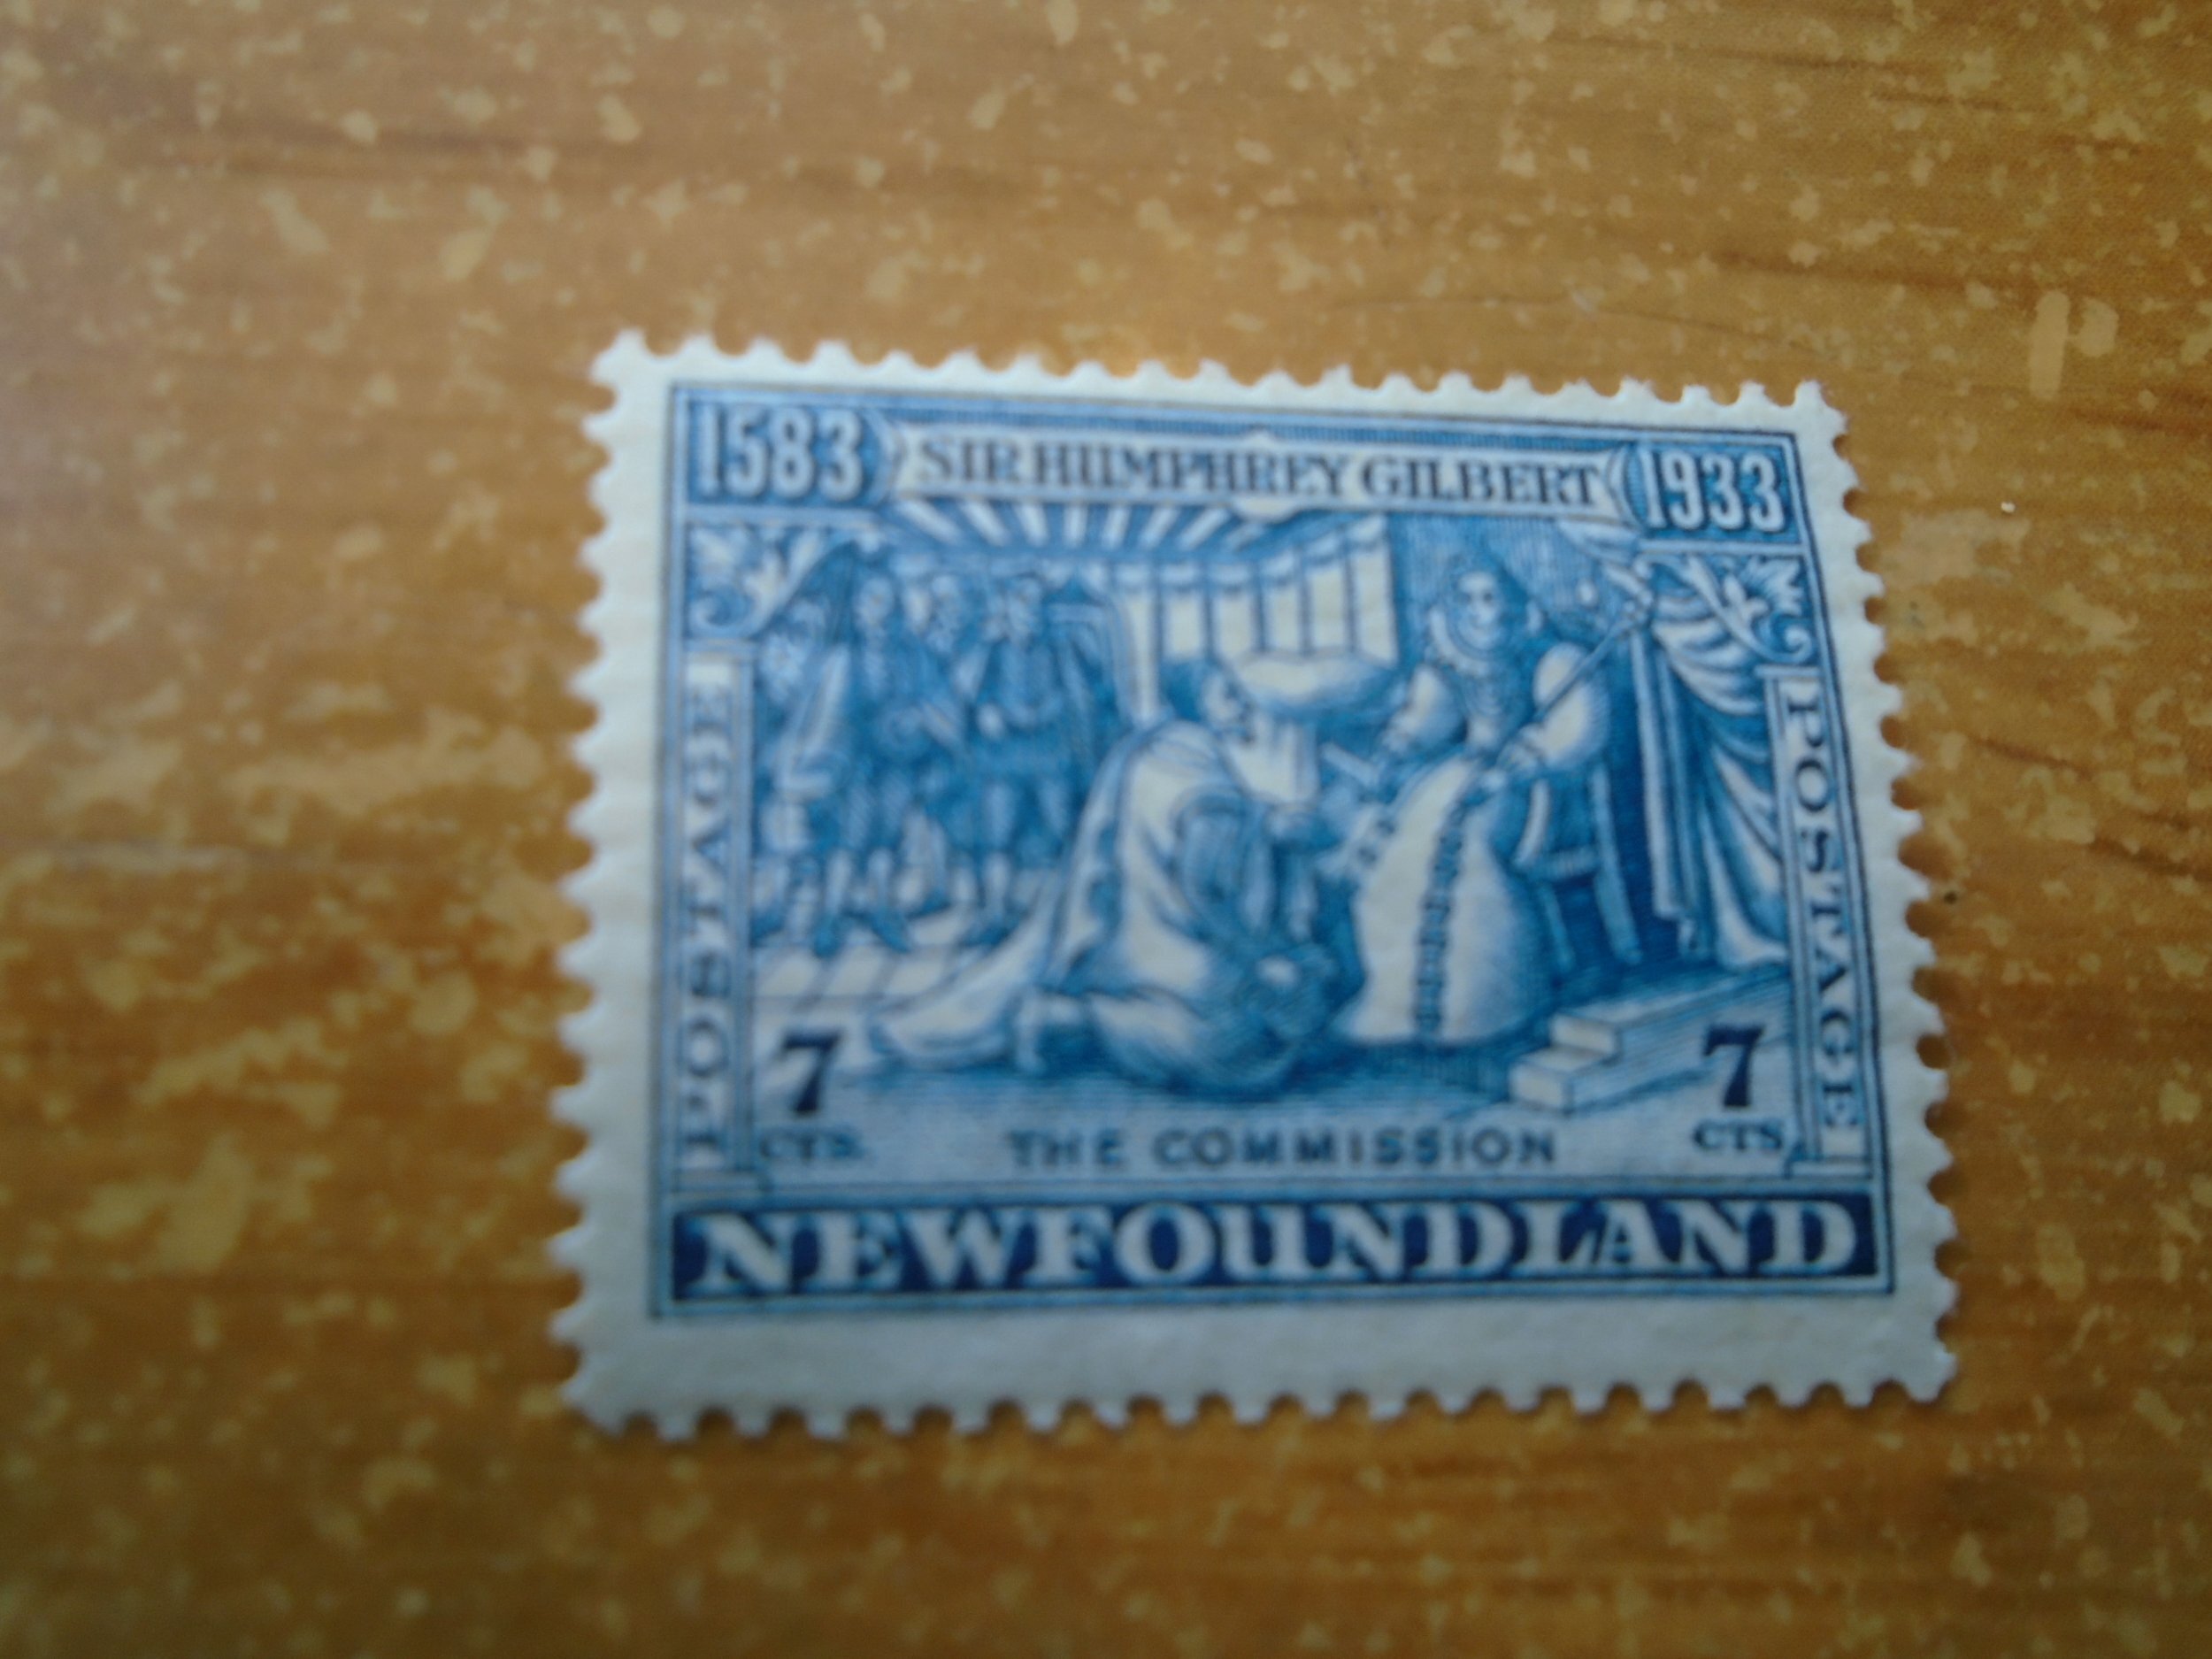 1583 SIR HUMPHREY GILBERT 1933
POSTAGE
POSTAGE
7 CTS.
THE COMMISSION
7 CTS.
NEWFOUNDLAND